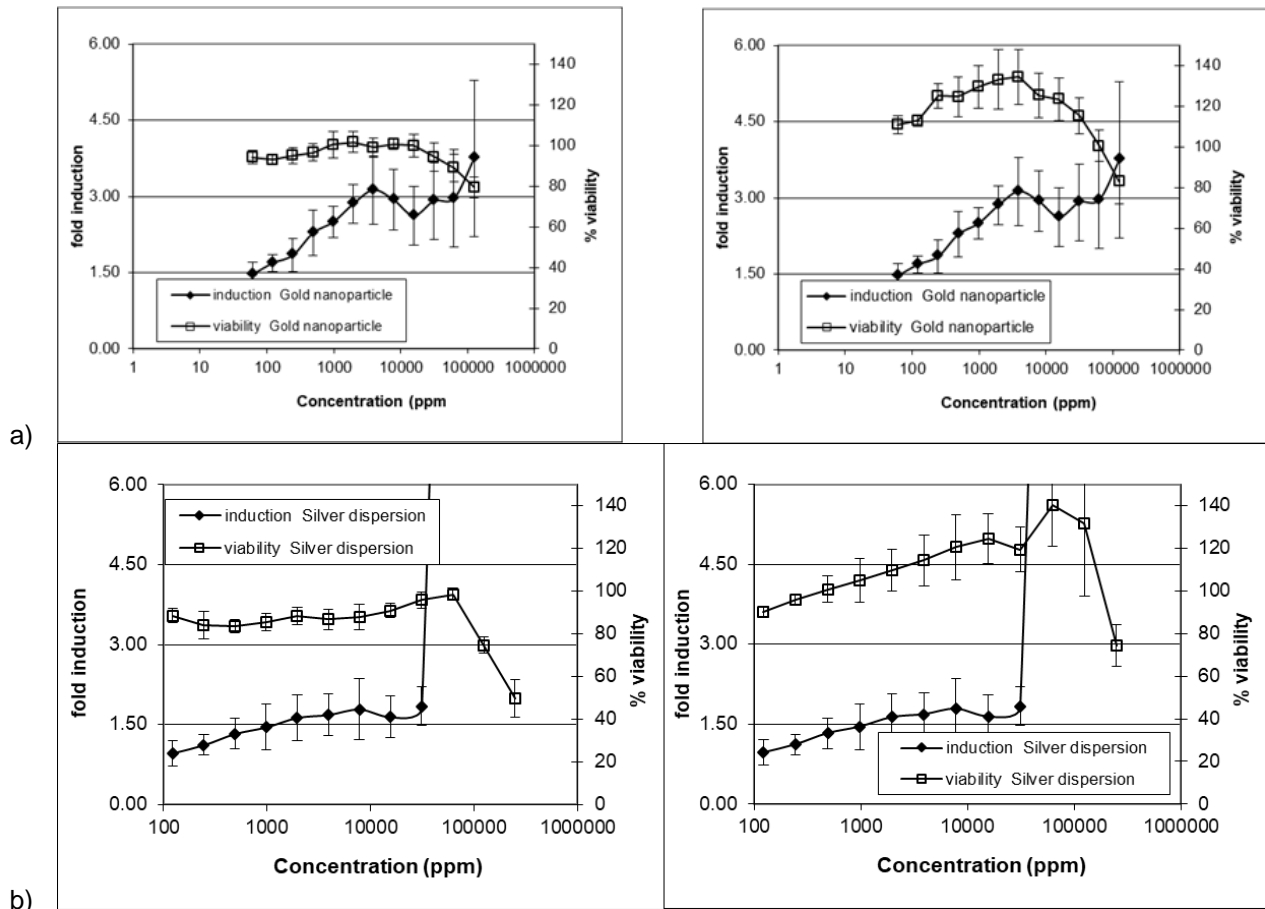 6.00
4.50
3.00
1.50
0.00
fold induction
140
120
100
80
60
40
20
0
% viability
induction Gold nanoparticle
viability Gold nanoparticle
1 10 100 1000 10000 100000 1000000
Concentration (ppm
6.00
4.50
3.00
1.50
0.00
fold induction
140
120
100
80
60
40
20
0
% viability
induction Gold nanoparticle
viability Gold nanoparticle
1 10 100 1000 10000 100000 1000000
Concentration (ppm)
a)
6.00
4.50
3.00
1.50
0.00
fold induction
140
120
100
80
60
40
20
0
% viability
induction Silver dispersion
viability Silver dispersion
100 1000 10000 100000 1000000
Concentration (ppm)
6.00
4.50
3.00
1.50
0.00
fold induction
140
120
100
80
60
40
20
0
% viability
induction Silver dispersion
viability Silver dispersion
100 1000 10000 100000 1000000
Concentration (ppm)
b)